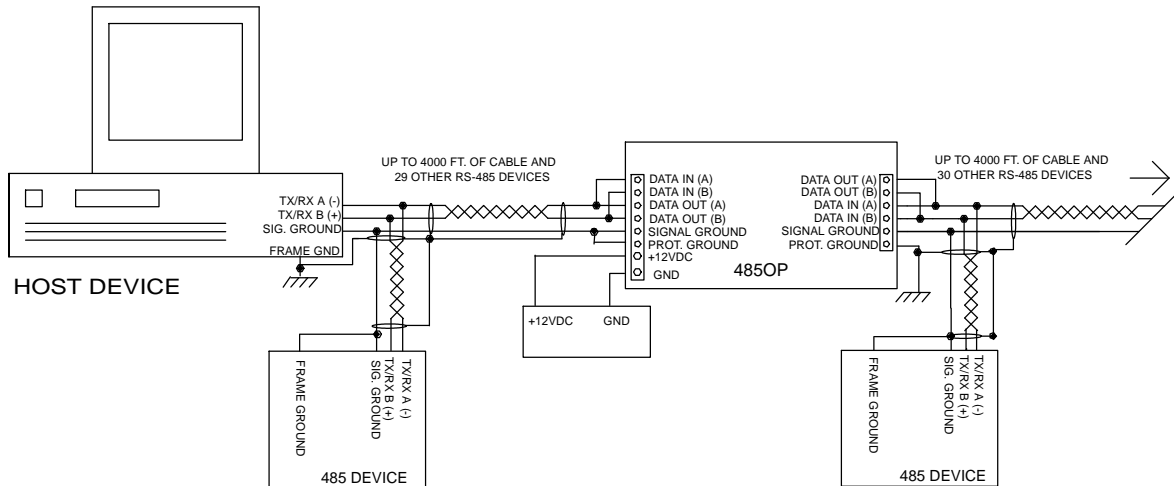 UP TO 4000 FT. OF CABLE AND
29 OTHER RS-485 DEVICES
TX/RX A (-)
TX/RX B (+)
SIG. GROUND
FRAME GND
HOST DEVICE
DATA IN (A)
DATA IN (B)
DATA OUT (A)
DATA OUT (B)
SIGNAL GROUND
PROT. GROUND
+12VDC
GND
485OP
DATA OUT (A)
DATA OUT (B)
DATA IN (A)
DATA IN (B)
SIGNAL GROUND
PROT. GROUND
UP TO 4000 FT. OF CABLE AND
30 OTHER RS-485 DEVICES
+12VDC
GND
FRAME GROUND
SIG. GROUND
TX/RX B (+)
TX/RX A (-)
485 DEVICE
FRAME GROUND
SIG. GROUND
TX/RX B (+)
TX/RX A (-)
485 DEVICE